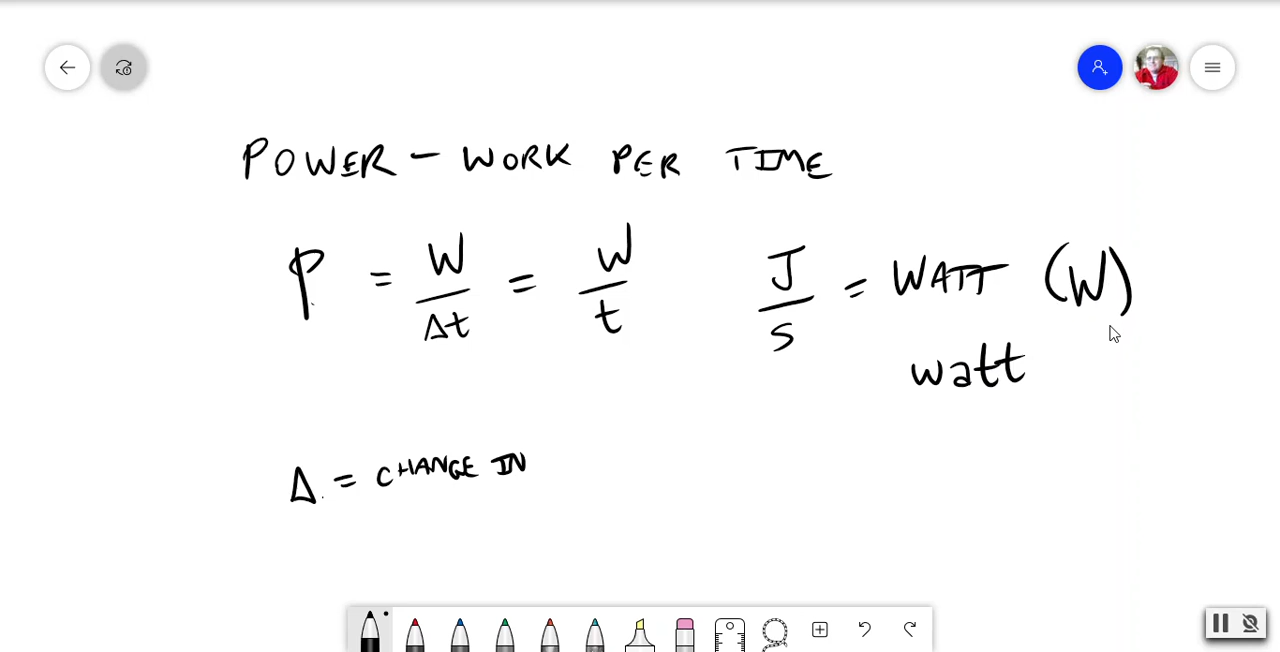 POWER – WORK PER TIME
P = W/Δt = W/t
J/s = WATT (W)
watt
Δ = CHANGE IN